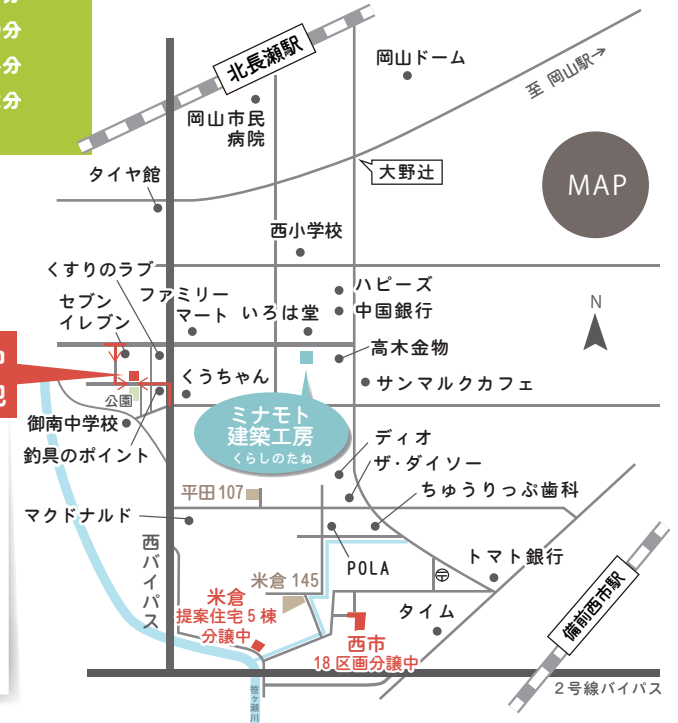 分
分
分
分
北長瀬駅
岡山ドーム
至 岡山駅→
岡山市民
病院
大野辻
タイヤ館
MAP
西小学校
くすりのラブ
ハピーズ
セブン
イレブン
ファミリー
マート
いろは堂
中国銀行
N
高木金物
くうちゃん
サンマルクカフェ
公園
御南中学校
ミナモト
建築工房
くらしのたね
釣具のポイント
ディオ
ザ・ダイソー
平田107
ちゅうりっぷ歯科
マクドナルド
西バイパス
POLA
トマト銀行
米倉145
米倉
提案住宅5棟
分譲中
タイム
備前西市駅
西市
18区画分譲中
2号線バイパス
笹ヶ瀬川